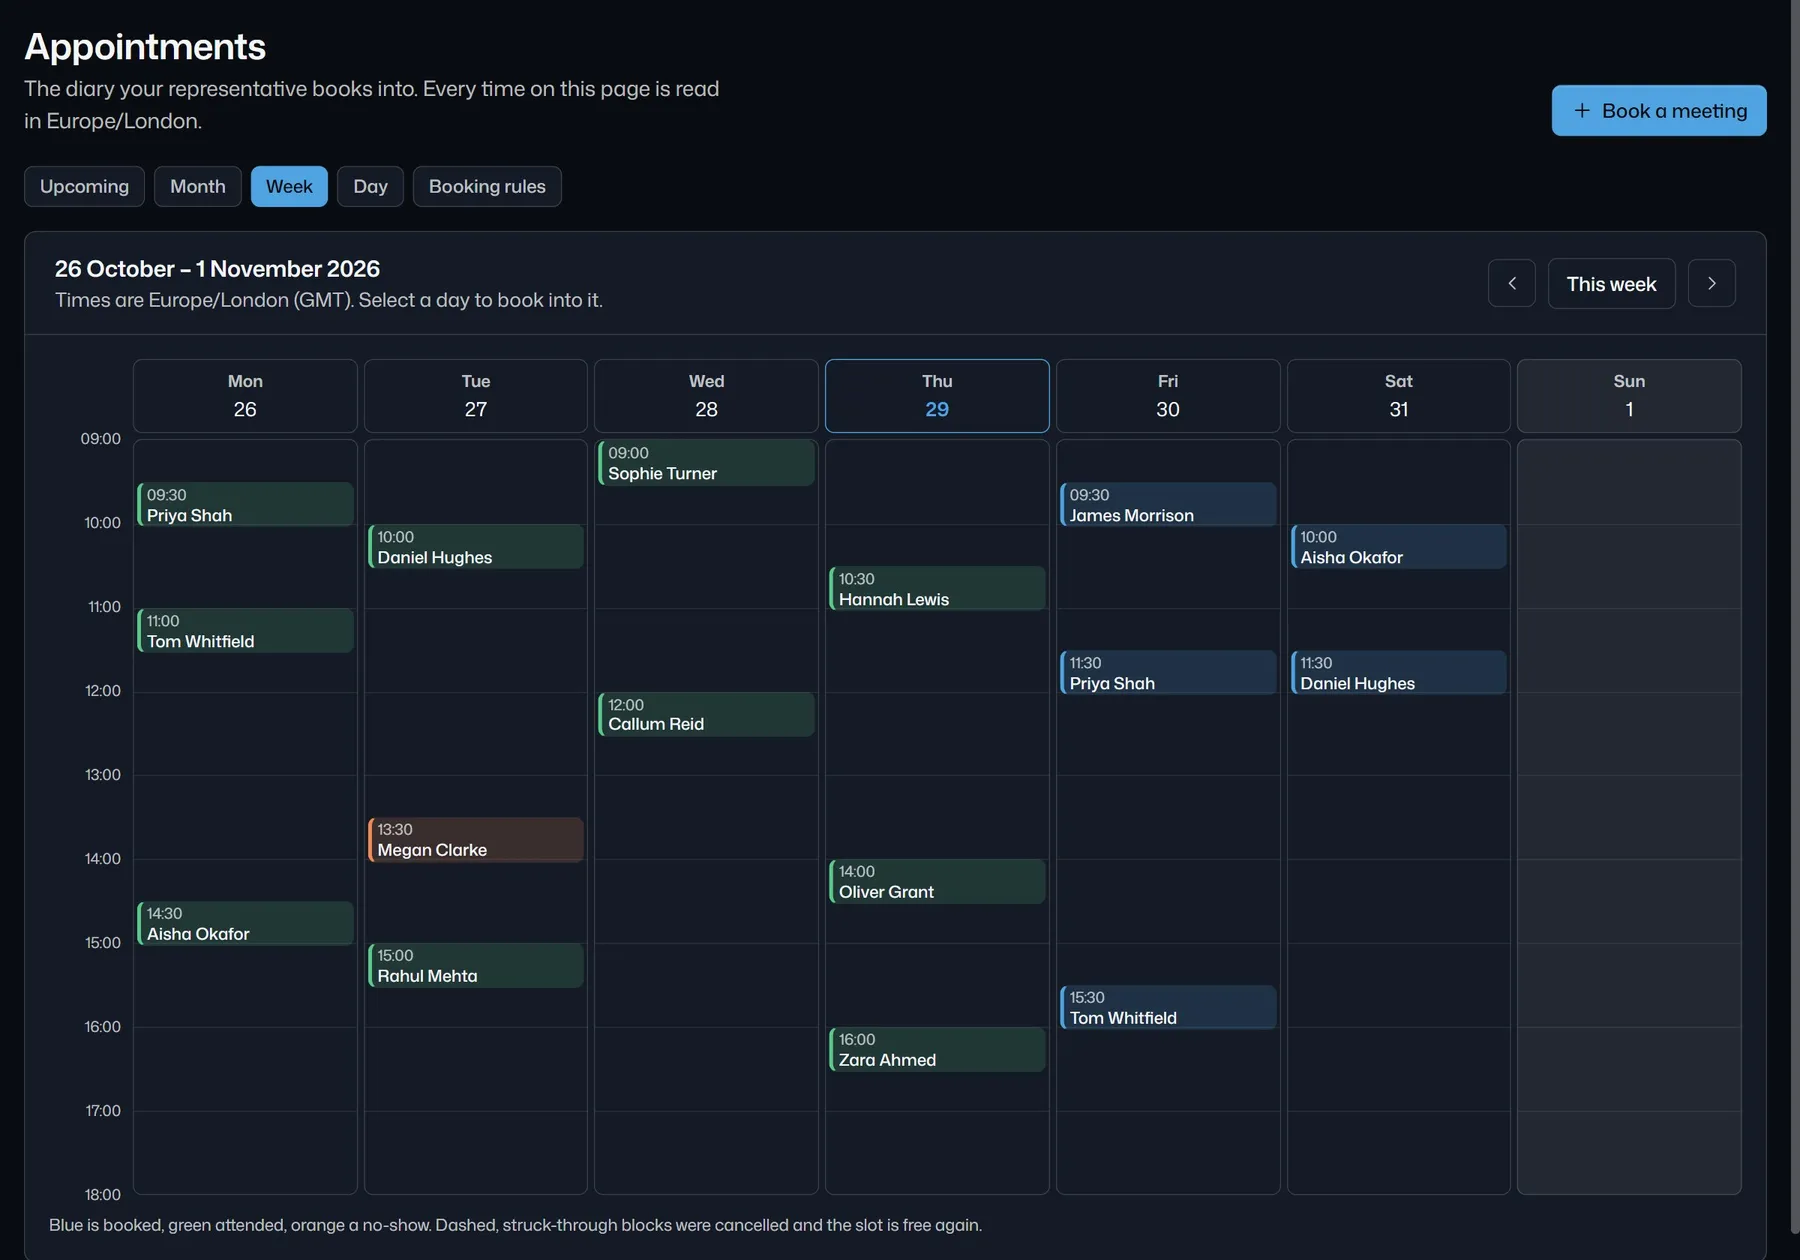 Appointments
The diary your representative books into. Every time on this page is read
in Europe/London.
+ Book a meeting
Upcoming
Month
Week
Day
Booking rules
26 October – 1 November 2026
Times are Europe/London (GMT). Select a day to book into it.
This week
Mon
26
Tue
27
Wed
28
Thu
29
Fri
30
Sat
31
Sun
1
09:00
10:00
11:00
12:00
13:00
14:00
15:00
16:00
17:00
18:00
09:30
Priya Shah
11:00
Tom Whitfield
14:30
Aisha Okafor
10:00
Daniel Hughes
13:30
Megan Clarke
15:00
Rahul Mehta
09:00
Sophie Turner
12:00
Callum Reid
10:30
Hannah Lewis
14:00
Oliver Grant
16:00
Zara Ahmed
09:30
James Morrison
11:30
Priya Shah
15:30
Tom Whitfield
10:00
Aisha Okafor
11:30
Daniel Hughes
Blue is booked, green attended, orange a no-show. Dashed, struck-through blocks were cancelled and the slot is free again.